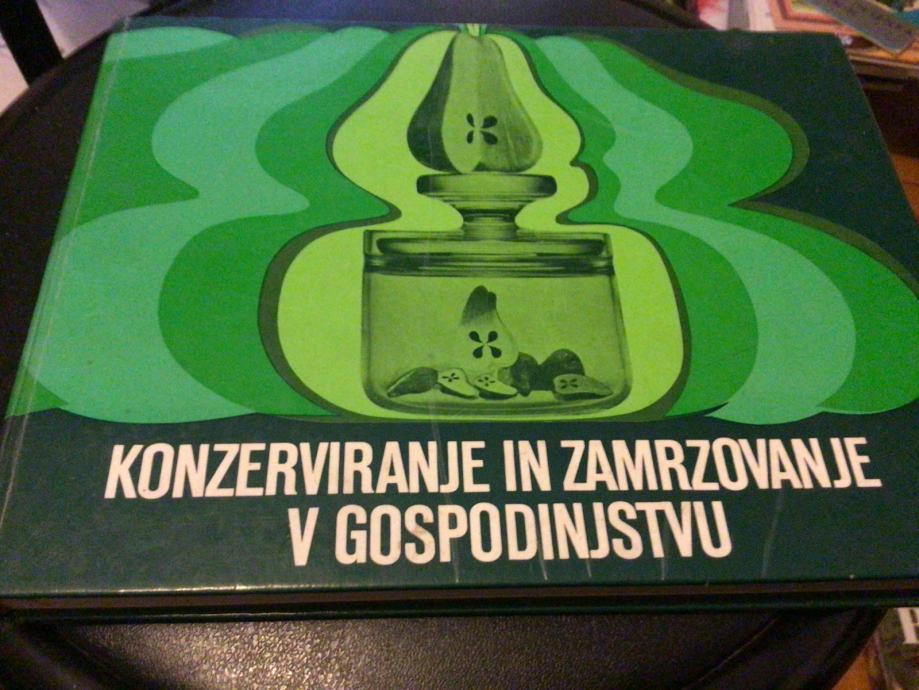 KONZERVIRANJE IN ZAMRZOVANJE
V GOSPODINJSTVU